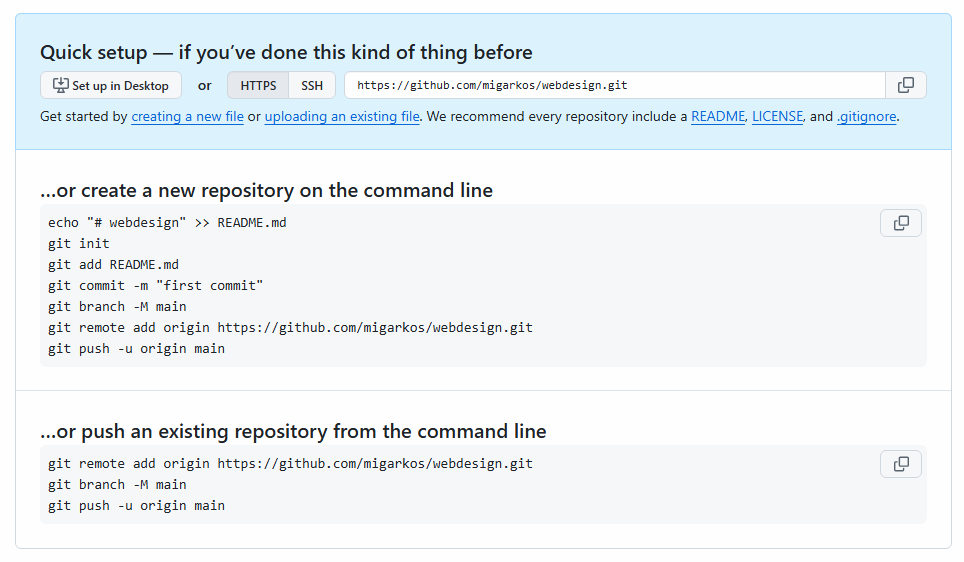 Quick setup — if you’ve done this kind of thing before
Set up in Desktop or HTTPS SSH https://github.com/migarkos/webdesign.git
Get started by creating a new file or uploading an existing file. We recommend every repository include a README, LICENSE, and .gitignore.
…or create a new repository on the command line
echo "# webdesign" >> README.md
git init
git add README.md
git commit -m "first commit"
git branch -M main
git remote add origin https://github.com/migarkos/webdesign.git
git push -u origin main
…or push an existing repository from the command line
git remote add origin https://github.com/migarkos/webdesign.git
git branch -M main
git push -u origin main